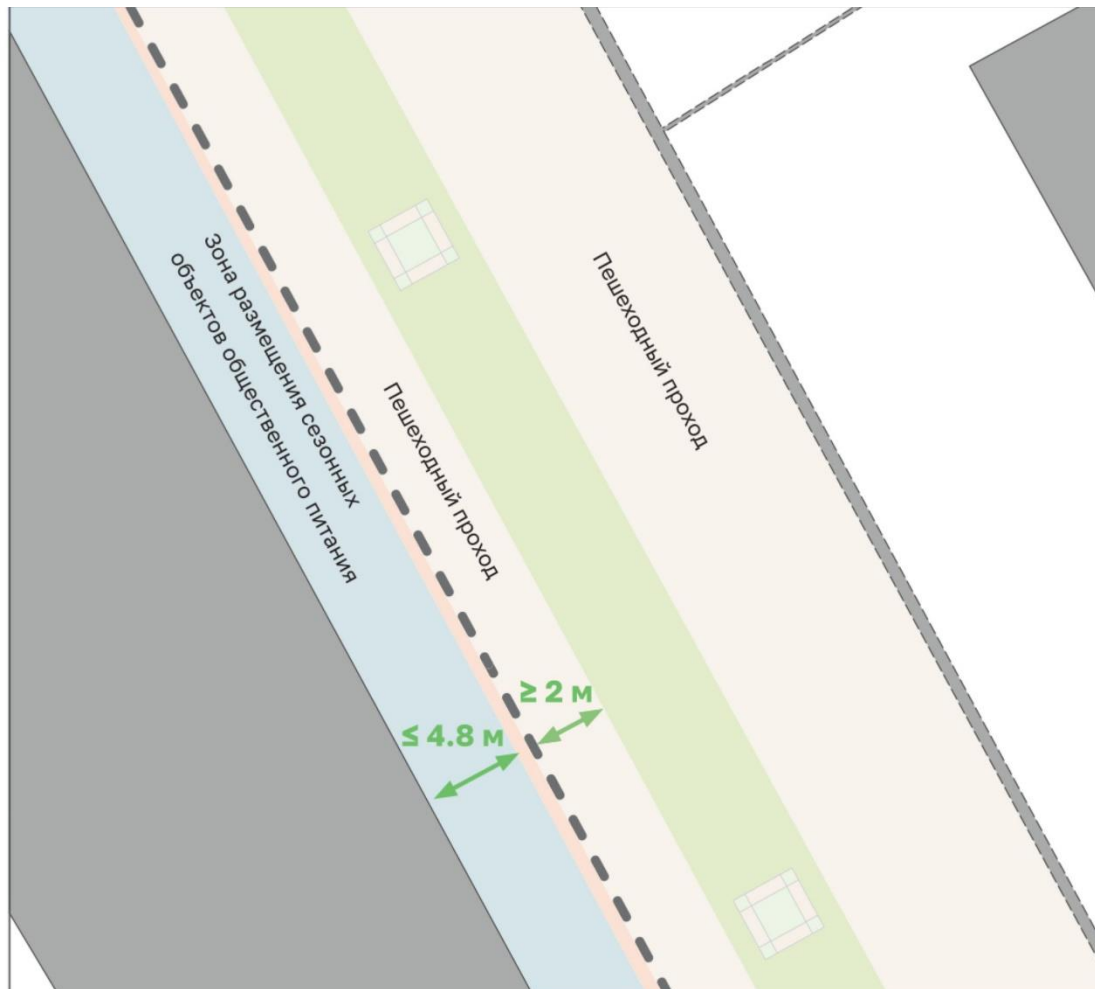 Зона размещения сезонных
объектов общественного питания
Пешеходный проход
Пешеходный проход
≥ 2 м
≤ 4.8 м